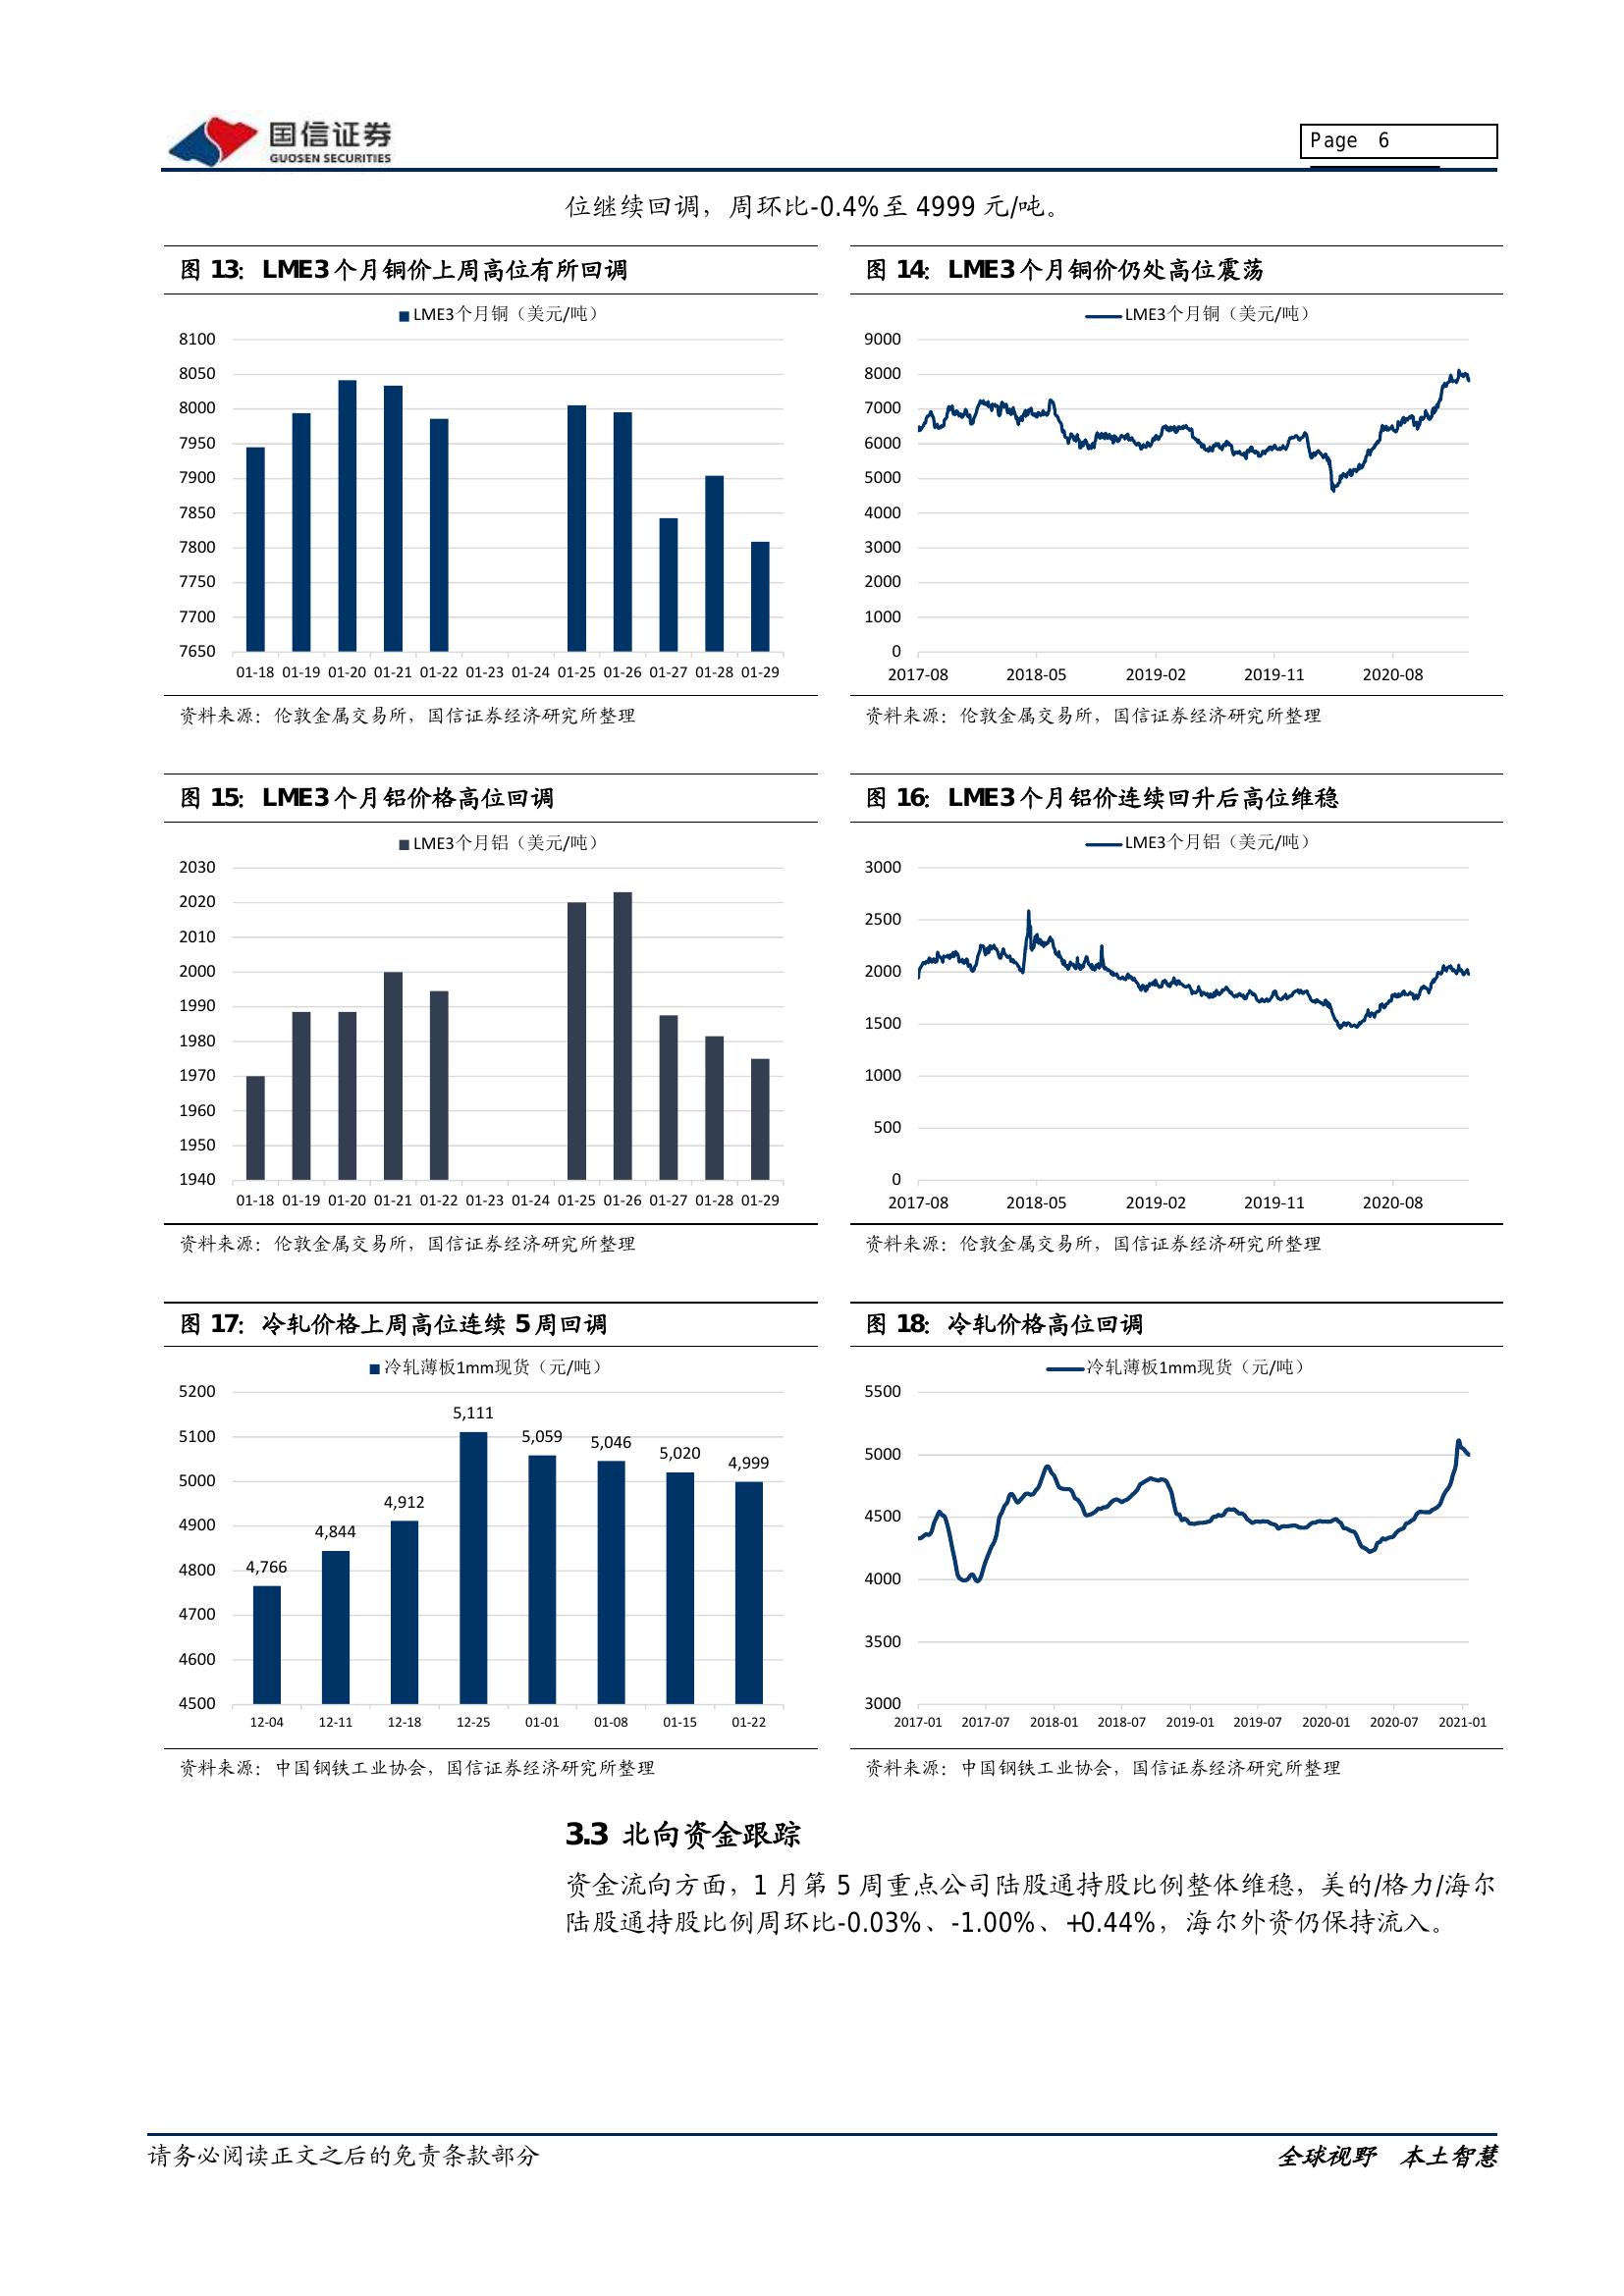 国信证券
GUOSEN SECURITIES
Page 6
位继续回调，周环比-0.4%至 4999 元/吨。
图 13：LME3 个月铜价上周高位有所回调
LME3个月铜（美元/吨）
8100
8050
8000
7950
7900
7850
7800
7750
7700
7650
01-18 01-19 01-20 01-21 01-22 01-23 01-24 01-25 01-26 01-27 01-28 01-29
资料来源：伦敦金属交易所，国信证券经济研究所整理
图 14：LME3 个月铜价仍处高位震荡
LME3个月铜（美元/吨）
9000
8000
7000
6000
5000
4000
3000
2000
1000
0
2017-08 2018-05 2019-02 2019-11 2020-08
资料来源：伦敦金属交易所，国信证券经济研究所整理
图 15：LME3 个月铝价格高位回调
LME3个月铝（美元/吨）
2030
2020
2010
2000
1990
1980
1970
1960
1950
1940
01-18 01-19 01-20 01-21 01-22 01-23 01-24 01-25 01-26 01-27 01-28 01-29
资料来源：伦敦金属交易所，国信证券经济研究所整理
图 16：LME3 个月铝价连续回升后高位维稳
LME3个月铝（美元/吨）
3000
2500
2000
1500
1000
500
0
2017-08 2018-05 2019-02 2019-11 2020-08
资料来源：伦敦金属交易所，国信证券经济研究所整理
图 17：冷轧价格上周高位连续 5 周回调
冷轧薄板1mm现货（元/吨）
5200
5100
5000
4900
4800
4700
4600
4500
4,766
4,844
4,912
5,111
5,059
5,046
5,020
4,999
12-04 12-11 12-18 12-25 01-01 01-08 01-15 01-22
资料来源：中国钢铁工业协会，国信证券经济研究所整理
图 18：冷轧价格高位回调
冷轧薄板1mm现货（元/吨）
5500
5000
4500
4000
3500
3000
2017-01 2017-07 2018-01 2018-07 2019-01 2019-07 2020-01 2020-07 2021-01
资料来源：中国钢铁工业协会，国信证券经济研究所整理
3.3 北向资金跟踪
资金流向方面，1 月第 5 周重点公司陆股通持股比例整体维稳，美的/格力/海尔
陆股通持股比例周环比-0.03%、-1.00%、+0.44%，海尔外资仍保持流入。
请务必阅读正文之后的免责条款部分
全球视野 本土智慧